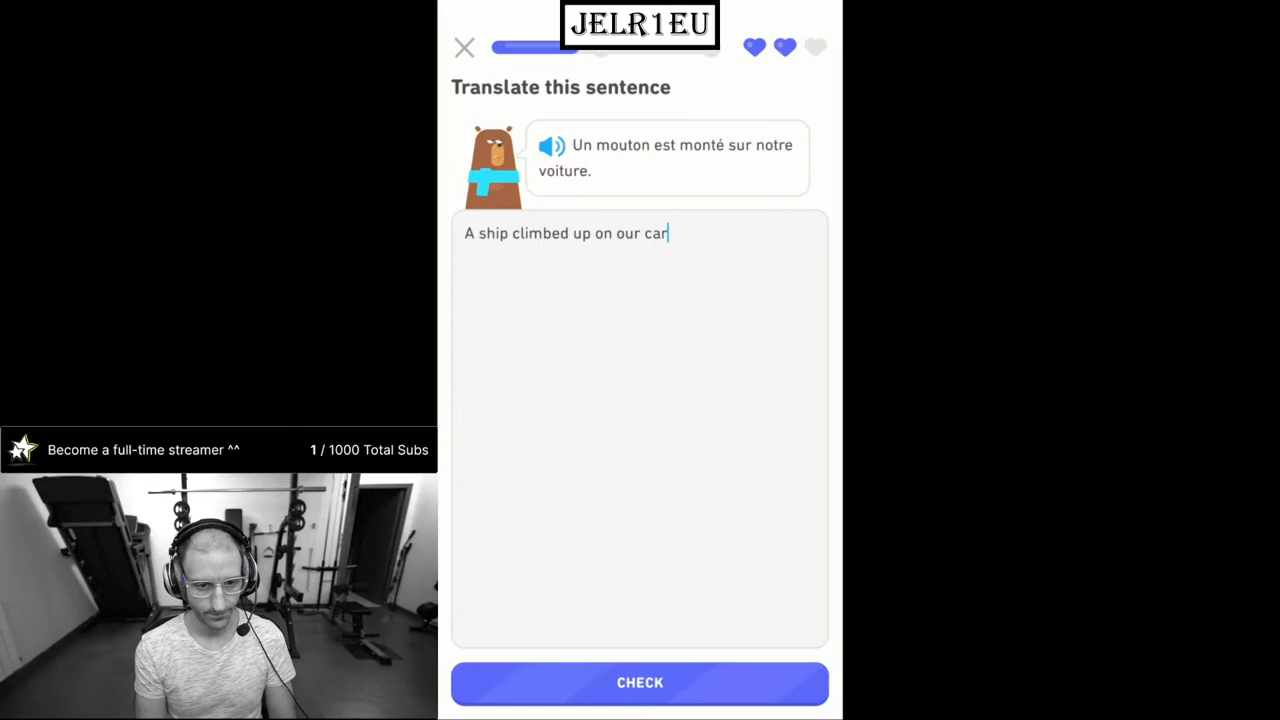 JELR1EU
Translate this sentence
Un mouton est monté sur notre
voiture.
A ship climbed up on our car
Become a full-time streamer ^^ 1 / 1000 Total Subs
CHECK